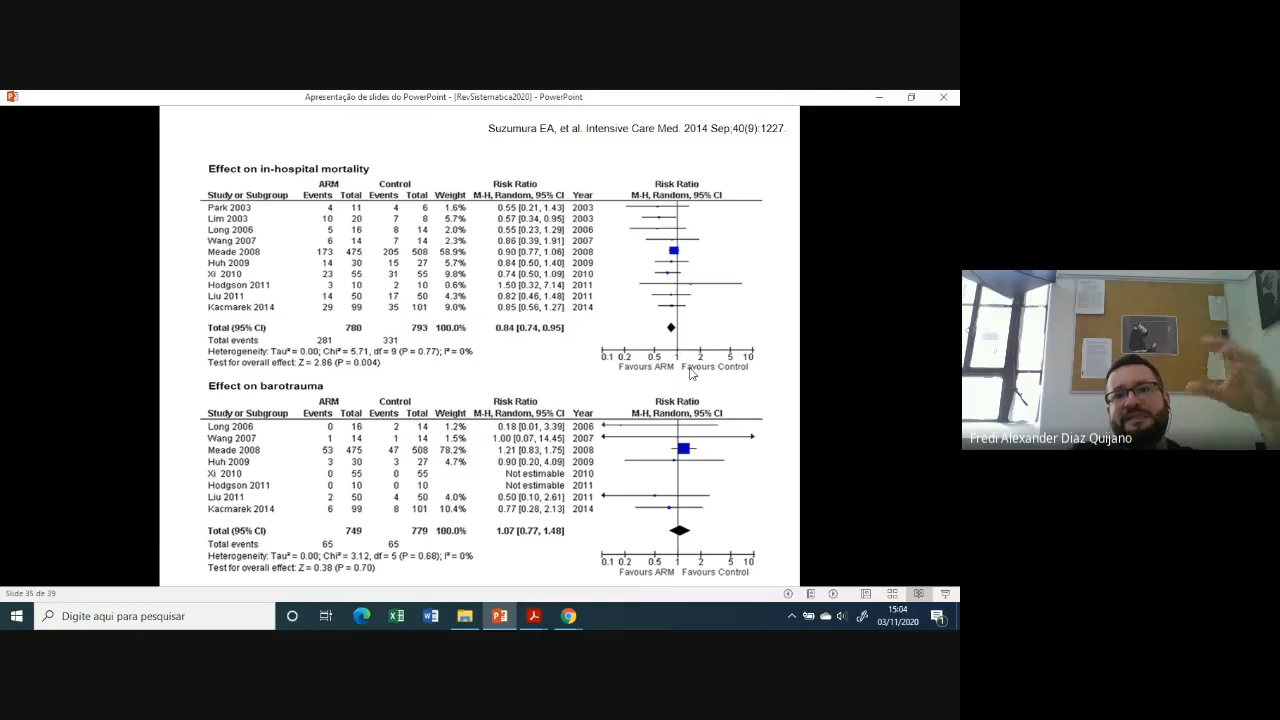 Apresentação de slides do PowerPoint - [RevSistematica2020] - PowerPoint
Suzumura EA, et al. Intensive Care Med. 2014 Sep;40(9):1227.
Effect on in-hospital mortality
ARM Control Risk Ratio Risk Ratio
Study or Subgroup Events Total Events Total Weight M-H, Random, 95% CI Year M-H, Random, 95% CI
Park 2003 4 11 4 6 1.6% 0.55 [0.21, 1.43] 2003
Lim 2003 10 20 7 8 5.7% 0.57 [0.34, 0.95] 2003
Long 2006 5 16 8 14 2.0% 0.55 [0.23, 1.29] 2006
Wang 2007 6 14 7 14 2.3% 0.86 [0.39, 1.91] 2007
Meade 2008 173 475 205 508 58.9% 0.90 [0.77, 1.06] 2008
Huh 2009 14 30 15 27 5.7% 0.84 [0.50, 1.40] 2009
Xi 2010 23 55 31 55 9.8% 0.74 [0.50, 1.09] 2010
Hodgson 2011 3 10 2 10 0.6% 1.50 [0.32, 7.14] 2011
Liu 2011 14 50 17 50 4.3% 0.82 [0.46, 1.48] 2011
Kacmarek 2014 29 99 35 101 9.0% 0.85 [0.56, 1.27] 2014
Total (95% CI) 780 793 100.0% 0.84 [0.74, 0.95]
Total events 281 331
Heterogeneity: Tau² = 0.00; Chi² = 5.71, df = 9 (P = 0.77); I² = 0%
Test for overall effect: Z = 2.86 (P = 0.004)
0.1 0.2 0.5 1 2 5 10
Favours ARM Favours Control
Effect on barotrauma
ARM Control Risk Ratio Risk Ratio
Study or Subgroup Events Total Events Total Weight M-H, Random, 95% CI Year M-H, Random, 95% CI
Long 2006 0 16 2 14 1.2% 0.18 [0.01, 3.39] 2006
Wang 2007 1 14 1 14 1.5% 1.00 [0.07, 14.45] 2007
Meade 2008 53 475 47 508 78.2% 1.21 [0.83, 1.75] 2008
Huh 2009 3 30 3 27 4.7% 0.90 [0.20, 4.09] 2009
Xi 2010 0 55 0 55 Not estimable 2010
Hodgson 2011 0 10 0 10 Not estimable 2011
Liu 2011 2 50 4 50 4.0% 0.50 [0.10, 2.61] 2011
Kacmarek 2014 6 99 8 101 10.4% 0.77 [0.28, 2.13] 2014
Total (95% CI) 749 779 100.0% 1.07 [0.77, 1.48]
Total events 65 65
Heterogeneity: Tau² = 0.00; Chi² = 3.12, df = 5 (P = 0.68); I² = 0%
Test for overall effect: Z = 0.38 (P = 0.70)
0.1 0.2 0.5 1 2 5 10
Favours ARM Favours Control
Slide 35 de 39
Digite aqui para pesquisar
15:04
03/11/2020
Fredi Alexander Diaz Quijano